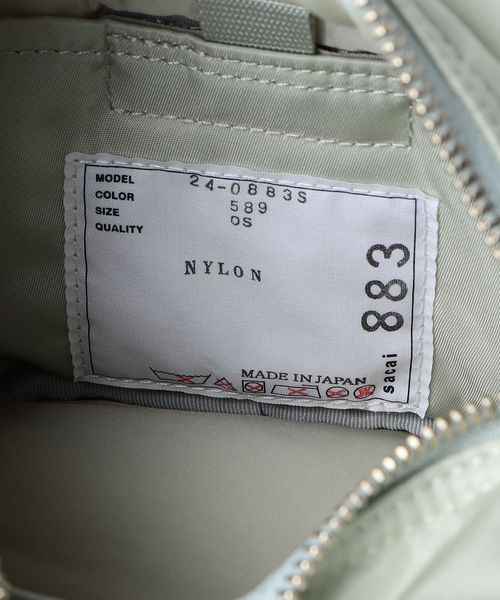 MODEL 24-0883S
COLOR 589
SIZE OS
QUALITY
NYLON
MADE IN JAPAN
sacai 883